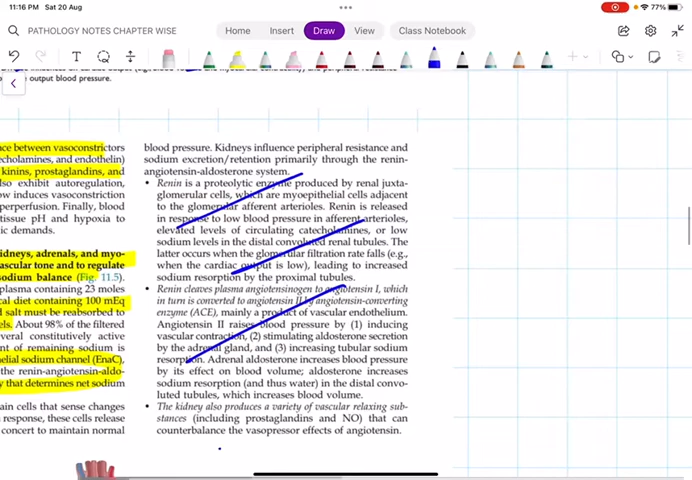 11:16 PM Sat 20 Aug
77%
PATHOLOGY NOTES CHAPTER WISE
Home Insert Draw View Class Notebook
output blood pressure.
ce between vasoconstrictors
techolamines, and endothelin)
kinins, prostaglandins, and
lso exhibit autoregulation,
ow induces vasoconstriction
perfusion. Finally, blood
tissue pH and hypoxia to
ic demands.
idneys, adrenals, and myo-
ascular tone and to regulate
sodium balance (Fig. 11.5).
plasma containing 23 moles
cal diet containing 100 mEq
d salt must be reabsorbed to
els. About 98% of the filtered
everal constitutively active
nt of remaining sodium is
helial sodium channel (EnaC),
the renin-angiotensin-aldo-
y that determines net sodium
ain cells that sense changes
response, these cells release
concert to maintain normal
blood pressure. Kidneys influence peripheral resistance and
sodium excretion/retention primarily through the renin-
angiotensin-aldosterone system.
• Renin is a proteolytic enzyme produced by renal juxta-
glomerular cells, which are myoepithelial cells adjacent
to the glomerular afferent arterioles. Renin is released
in response to low blood pressure in afferent arterioles,
elevated levels of circulating catecholamines, or low
sodium levels in the distal convoluted renal tubules. The
latter occurs when the glomerular filtration rate falls (e.g.,
when the cardiac output is low), leading to increased
sodium resorption by the proximal tubules.
• Renin cleaves plasma angiotensinogen to angiotensin I, which
in turn is converted to angiotensin II by angiotensin-converting
enzyme (ACE), mainly a product of vascular endothelium.
Angiotensin II raises blood pressure by (1) inducing
vascular contraction, (2) stimulating aldosterone secretion
by the adrenal gland, and (3) increasing tubular sodium
resorption. Adrenal aldosterone increases blood pressure
by its effect on blood volume; aldosterone increases
sodium resorption (and thus water) in the distal convo-
luted tubules, which increases blood volume.
• The kidney also produces a variety of vascular relaxing sub-
stances (including prostaglandins and NO) that can
counterbalance the vasopressor effects of angiotensin.